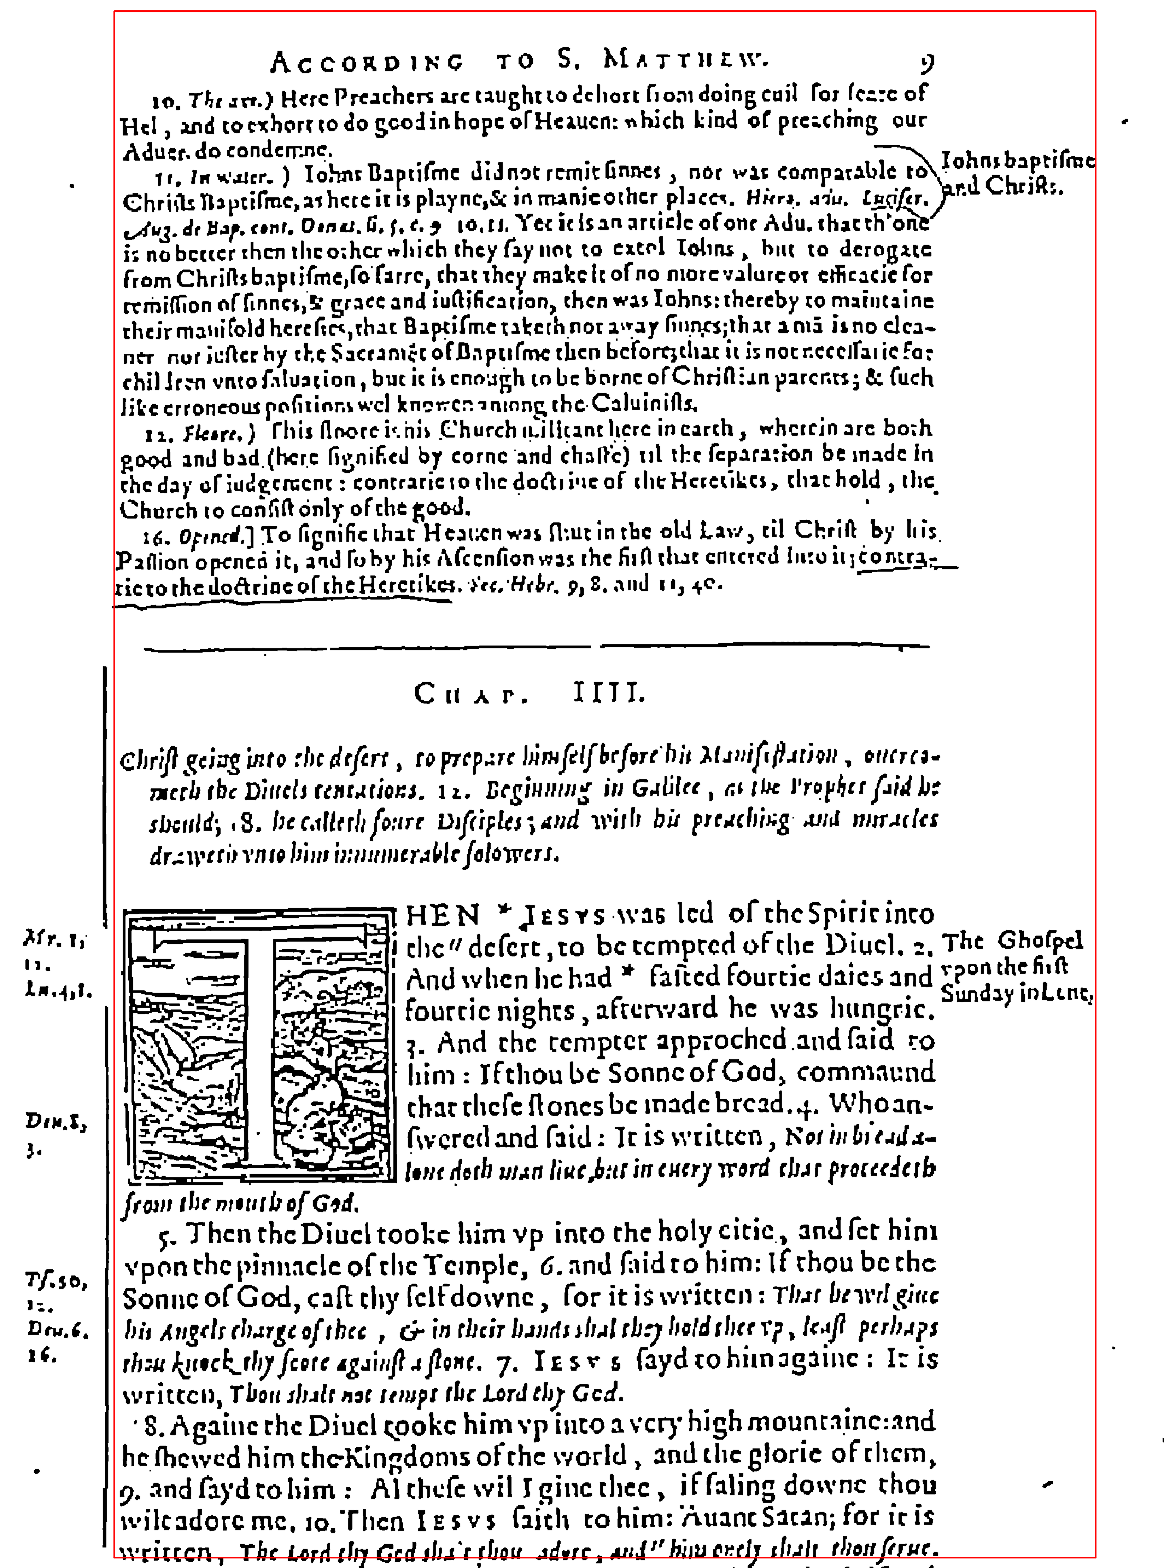 ACCORDING TO S. MATTHEW. 9
10. The axe.) Here Preachers are taught to dehort from doing euil for feare of
Hel, and to exhort to do good in hope of Heauen: which kind of preaching our
Aduer. do condemne.
11. In water.) Iohns Baptiſme did not remit ſinnes, nor was comparable to
Chriſts Baptiſme, as here it is playne, & in manie other places. Hiero. adu. Lucifer.
Iohns baptiſme
and Chriſts.
Aug. de Bap. cont. Donat. li. 5. c. 9 10. 11. Yet it is an article of our Adu. that th'one
is no better then the other which they ſay not to extol Iohns, but to derogate
from Chriſts baptiſme, ſo farre, that they make it of no more valure or efficacie for
remiſſion of ſinnes, & grace and iuſtification, then was Iohns: thereby to maintaine
their manifold hereſies, that Baptiſme taketh not away ſinnes; that a mã is no clea-
ner nor iuſter by the Sacramẽt of Baptiſme then before; that it is not neceſſarie for
children vnto ſaluation, but it is enough to be borne of Chriſtian parents; & ſuch
like erroneous poſitions wel knowen among the Caluiniſts.
12. Floore.) This floore is his Church militant here in earth, wherein are both
good and bad (here ſignified by corne and chaffe) til the ſeparation be made in
the day of iudgement: contrarie to the doctrine of the Heretikes, that hold, the
Church to conſiſt only of the good.
16. Opened.] To ſignifie that Heauen was ſhut in the old Law, til Chriſt by his
Paſſion opened it, and ſo by his Aſcenſion was the firſt that entered into it; contra-
rie to the doctrine of the Heretikes. See. Hebr. 9, 8. and 11, 40.
CHAP. IIII.
Chriſt going into the deſert, to prepare himſelf before his Manifeſtation, ouerco-
meth the Diuels tentations. 12. Beginning in Galilee, as the Prophet ſaid he
should; 18. he calleth foure Diſciples; and with his preaching and miracles
draweth vnto him innumerable folowers.
THEN * JESVS was led of the Spirit into
the " deſert, to be tempted of the Diuel. 2.
And when he had * faſted fourtie daies and
fourtie nights, afterward he was hungrie.
The Ghoſpel
vpon the firſt
Sunday in Lent.
Mr. 1,
12.
Lu. 4, 1.
3. And the tempter approched and ſaid to
him: If thou be Sonne of God, commaund
that theſe ſtones be made bread. 4. Who an-
ſwered and ſaid: It is written, Not in bread a-
lone doth man liue, but in euery word that proceedeth
from the mouth of God.
Deu. 8,
3.
5. Then the Diuel tooke him vp into the holy citie, and ſet him
vpon the pinnacle of the Temple, 6. and ſaid to him: If thou be the
Sonne of God, caſt thy ſelf downe, for it is written: That he wil giue
his Angels charge of thee, & in their hands shal they hold thee vp, leaſt perhaps
thou knock thy foote againſt a ſtone. 7. IESVS ſayd to him againe: It is
written, Thou shalt not tempt the Lord thy God.
Pſ. 90,
Deu. 6.
16.
8. Againe the Diuel tooke him vp into a very high mountaine: and
he ſhewed him the Kingdoms of the world, and the glorie of them,
9. and ſayd to him: Al theſe wil I giue thee, if faling downe thou
wilt adore me. 10. Then IESVS ſaith to him: Auant Satan; for it is
written, The Lord thy God shalt thou adore, and " him onely shalt thou ſerue.